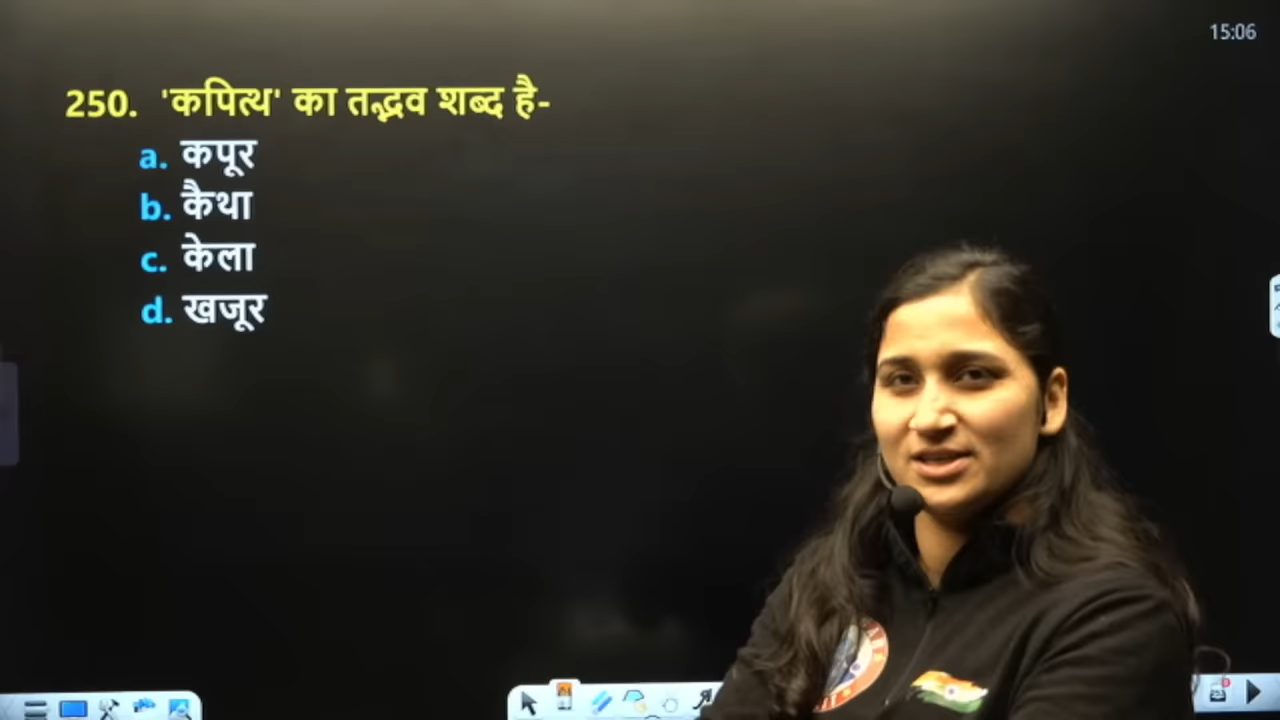 15:06
250. 'कपित्थ' का तद्भव शब्द है-
a. कपूर
b. कैथा
c. केला
d. खजूर